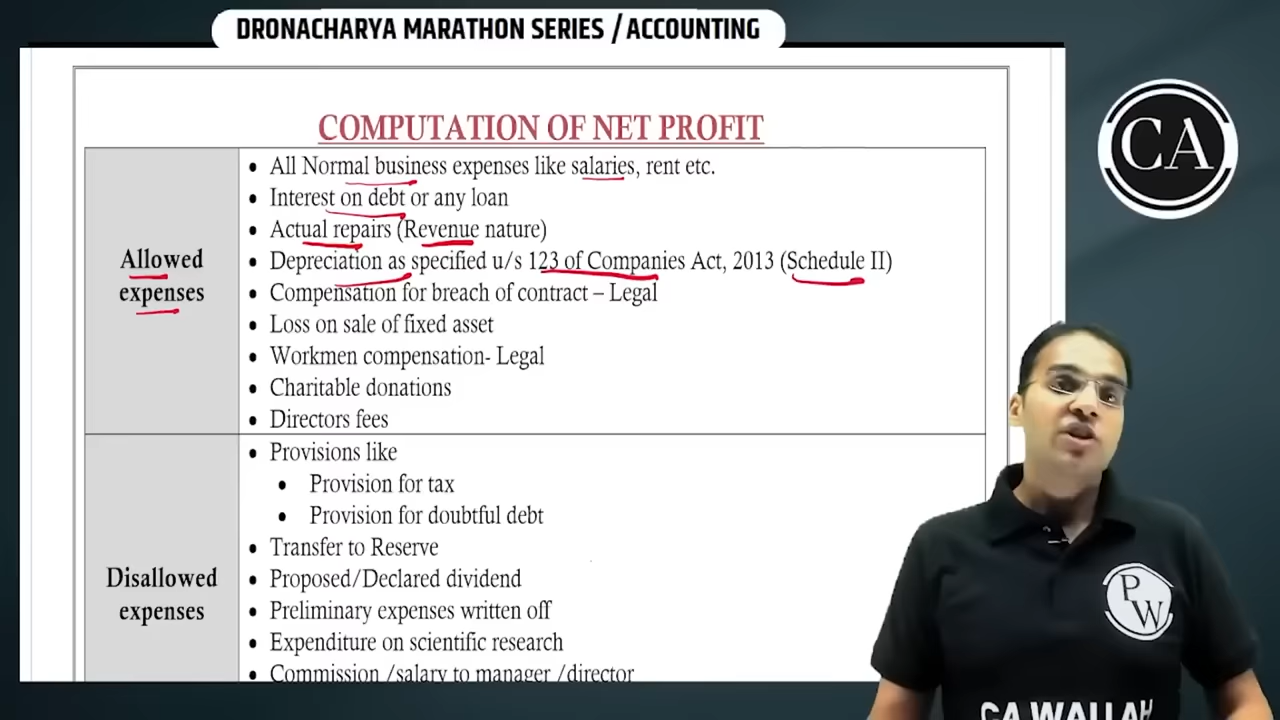 DRONACHARYA MARATHON SERIES / ACCOUNTING
CA
COMPUTATION OF NET PROFIT
Allowed
expenses
• All Normal business expenses like salaries, rent etc.
• Interest on debt or any loan
• Actual repairs (Revenue nature)
• Depreciation as specified u/s 123 of Companies Act, 2013 (Schedule II)
• Compensation for breach of contract – Legal
• Loss on sale of fixed asset
• Workmen compensation- Legal
• Charitable donations
• Directors fees
Disallowed
expenses
• Provisions like
• Provision for tax
• Provision for doubtful debt
• Transfer to Reserve
• Proposed/Declared dividend
• Preliminary expenses written off
• Expenditure on scientific research
• Commission /salary to manager /director
PW
CA WALLAH